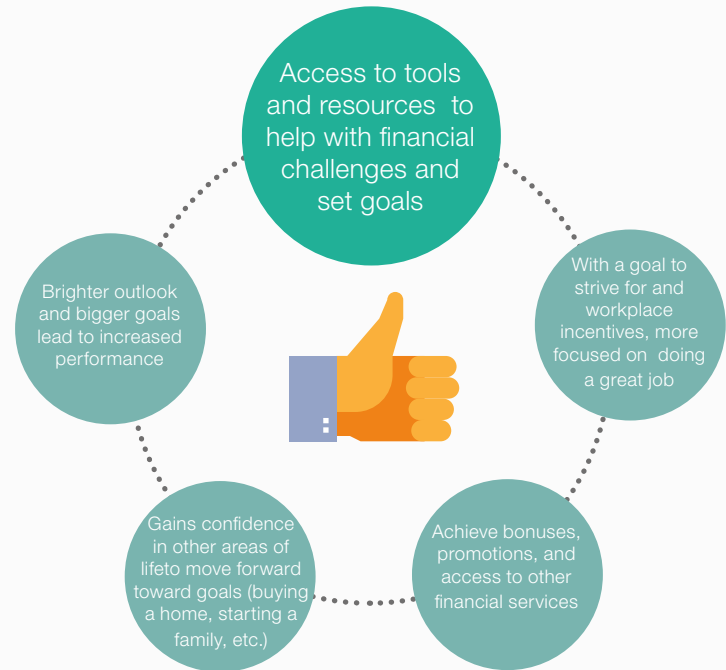 Access to tools
and resources to
help with financial
challenges and
set goals
With a goal to
strive for and
workplace
incentives, more
focused on doing
a great job
Achieve bonuses,
promotions, and
access to other
financial services
Gains confidence
in other areas of
lifeto move forward
toward goals (buying
a home, starting a
family, etc.)
Brighter outlook
and bigger goals
lead to increased
performance